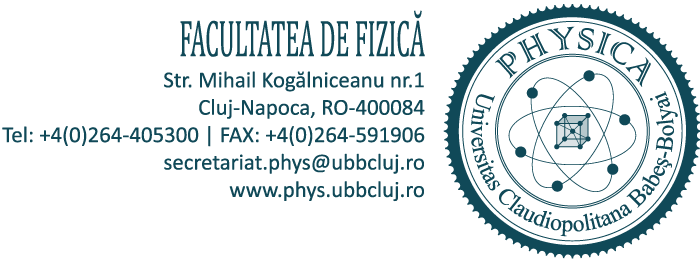 FACULTATEA DE FIZICĂ
Str. Mihail Kogălniceanu nr.1
Cluj-Napoca, RO-400084
Tel: +4(0)264-405300 | FAX: +4(0)264-591906
secretariat.phys@ubbcluj.ro
www.phys.ubbcluj.ro
PHYSICA
Universitas Claudiopolitana Babeş-Bolyai